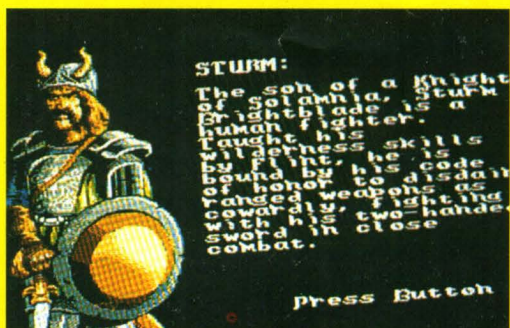 STURM:
The son of a Knight
of Solamnia, Sturm
Brightblade is a
human fighter.
Taught his
wilderness skills
by Flint, he is
bound by his code
of honor to disdain
ranged weapons as
cowardly, fighting
with his two-handed
sword in close
combat.
Press Button
©